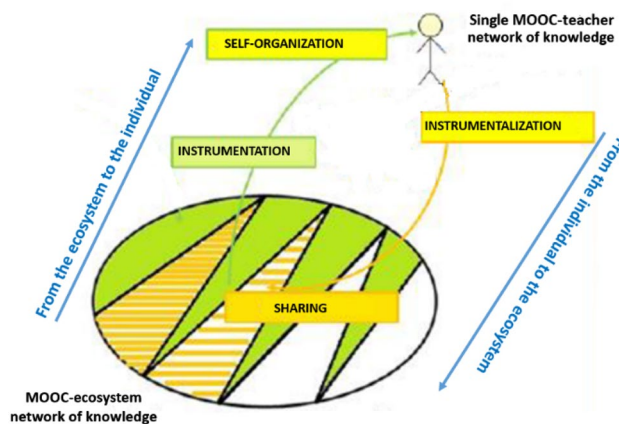 Single MOOC-teacher
network of knowledge
SELF-ORGANIZATION
INSTRUMENTALIZATION
INSTRUMENTATION
From the ecosystem to the individual
From the individual to the ecosystem
SHARING
MOOC-ecosystem
network of knowledge